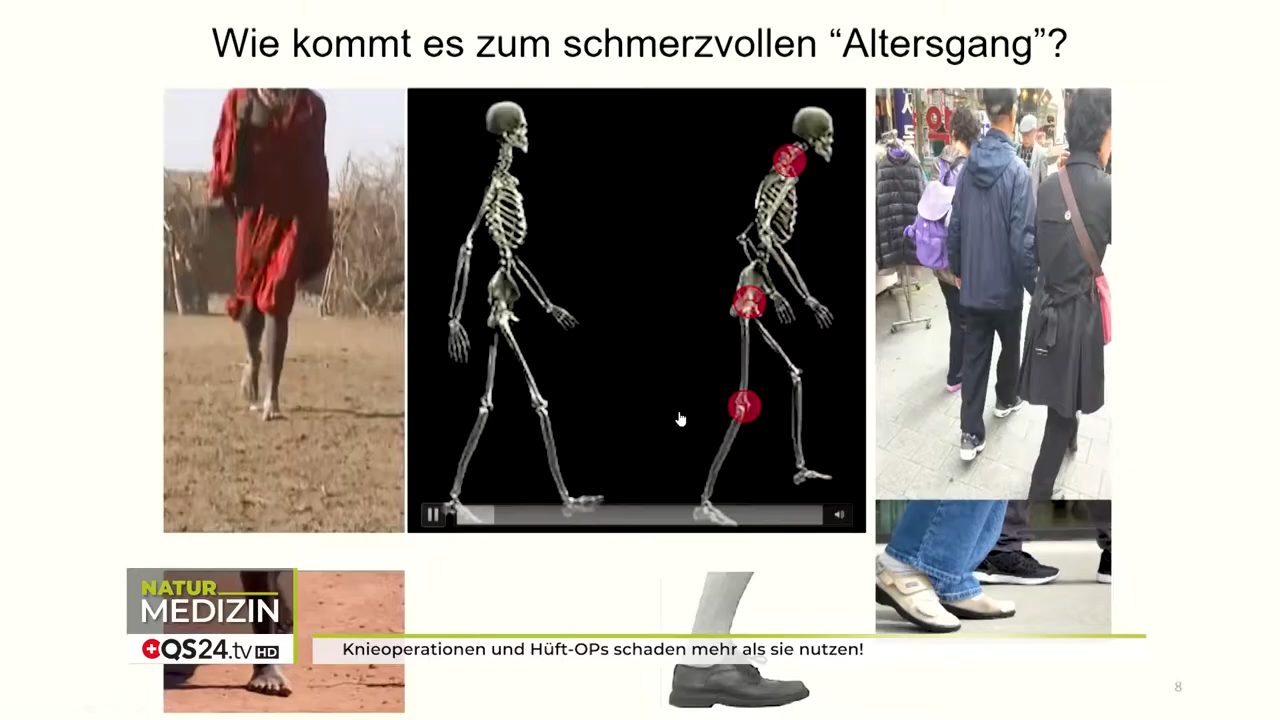 Wie kommt es zum schmerzvollen “Altersgang”?
NATUR
MEDIZIN
QS24.tv HD
Knieoperationen und Hüft-OPs schaden mehr als sie nutzen!
8